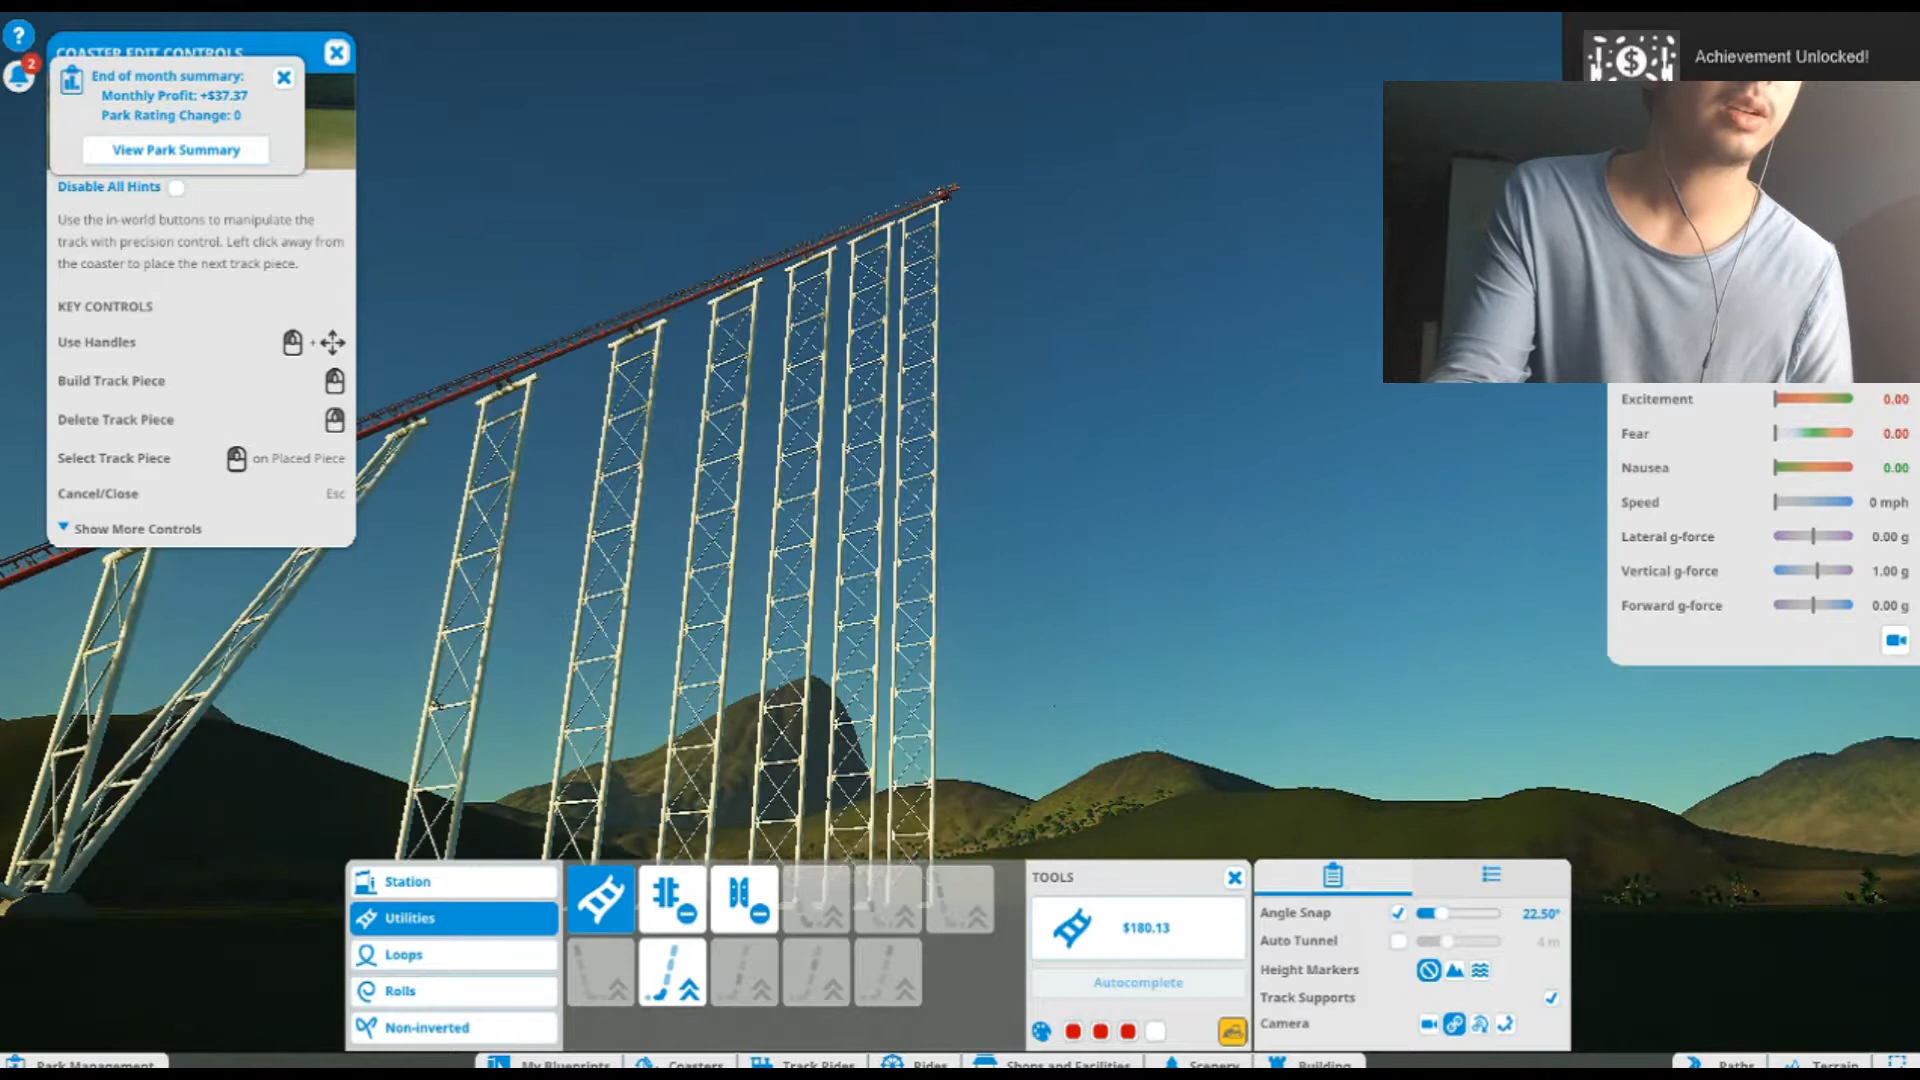 ?
2
COASTER EDIT CONTROLS
End of month summary:
Monthly Profit: +$37.37
Park Rating Change: 0
View Park Summary
Disable All Hints
Use the in-world buttons to manipulate the
track with precision control. Left click away from
the coaster to place the next track piece.
KEY CONTROLS
Use Handles +
Build Track Piece
Delete Track Piece
Select Track Piece on Placed Piece
Cancel/Close Esc
Show More Controls
Achievement Unlocked!
Excitement 0.00
Fear 0.00
Nausea 0.00
Speed 0 mph
Lateral g-force 0.00 g
Vertical g-force 1.00 g
Forward g-force 0.00 g
Station
Utilities
Loops
Rolls
Non-inverted
TOOLS
$180.13
Autocomplete
Angle Snap 22.50°
Auto Tunnel 4 m
Height Markers
Track Supports
Camera
Park Management
My Blueprints
Coasters
Track Rides
Rides
Shops and Facilities
Scenery
Building
Paths
Terrain